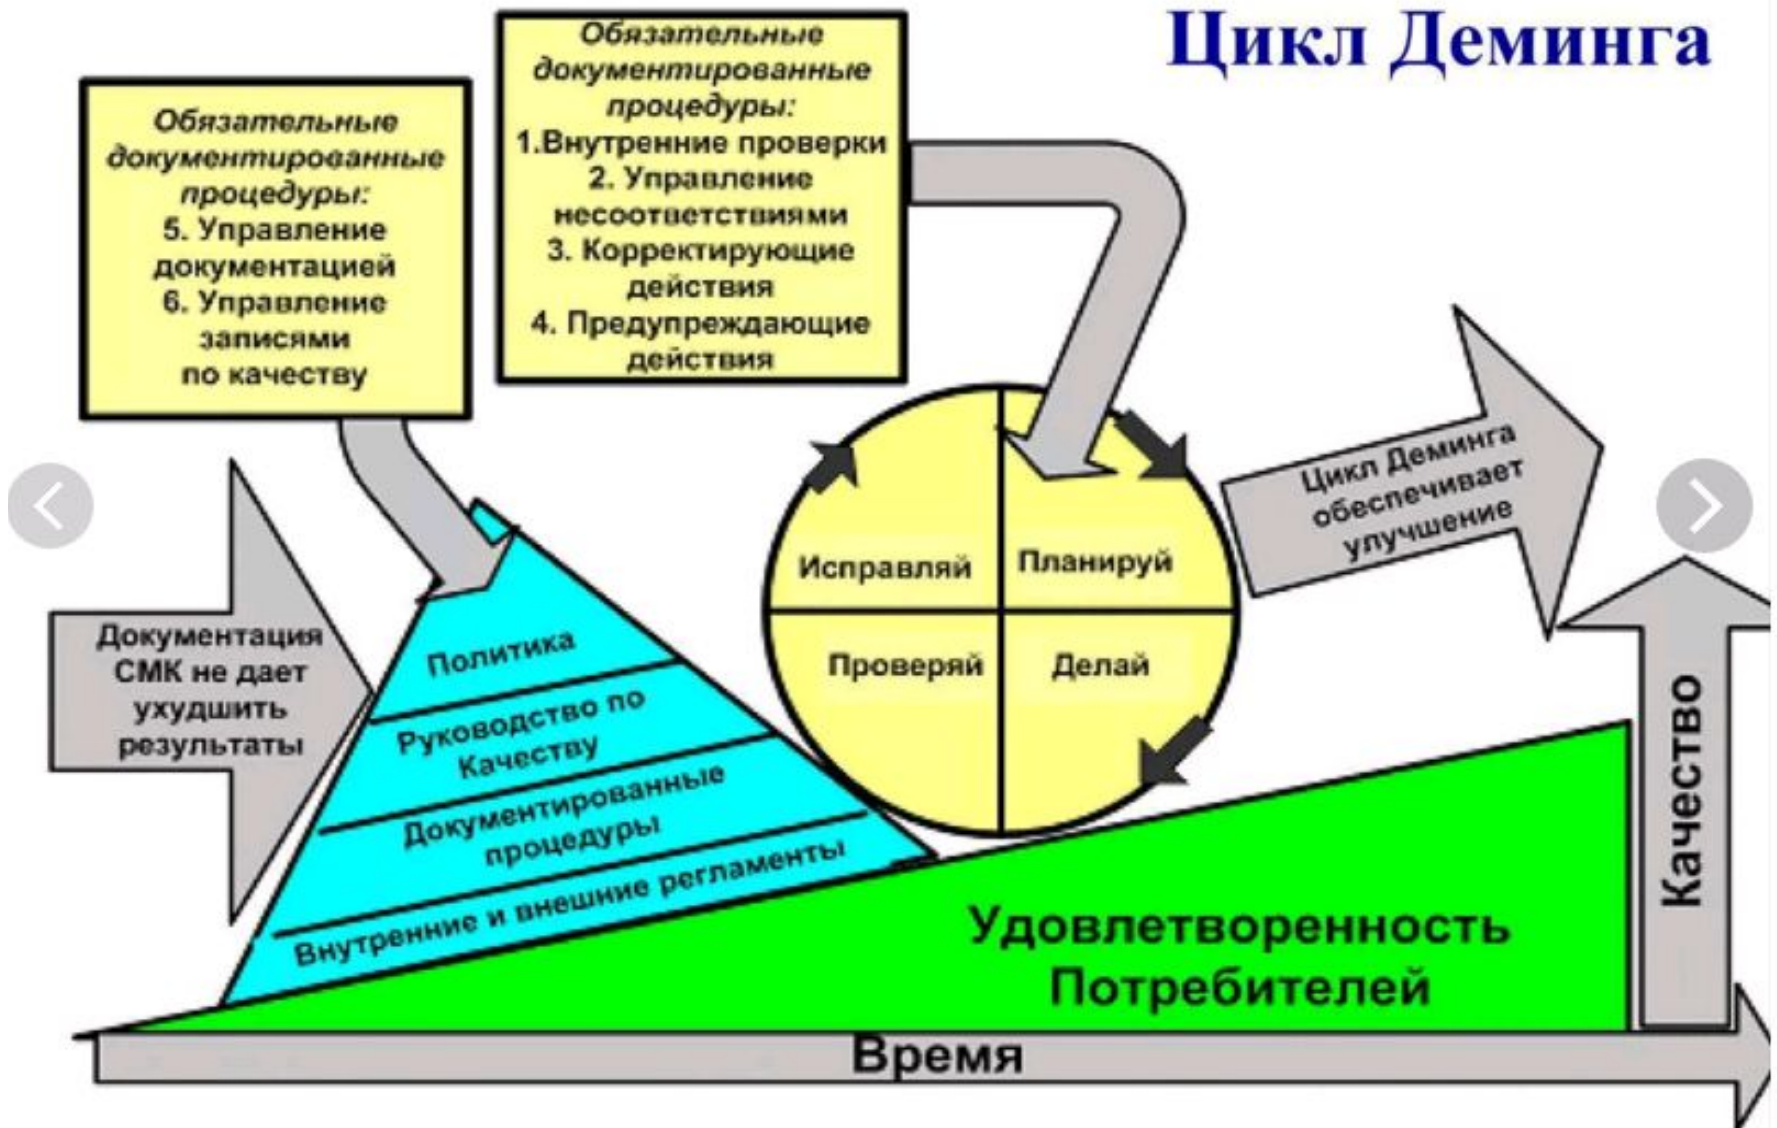 Цикл Деминга
Обязательные
документированные
процедуры:
5. Управление
документацией
6. Управление
записями
по качеству
Обязательные
документированные
процедуры:
1.Внутренние проверки
2. Управление
несоответствиями
3. Корректирующие
действия
4. Предупреждающие
действия
Документация
СМК не дает
ухудшить
результаты
Политика
Руководство по
Качеству
Документированные
процедуры
Внутренние и внешние регламенты
Исправляй
Планируй
Проверяй
Делай
Цикл Деминга
обеспечивает
улучшение
Качество
Удовлетворенность
Потребителей
Время